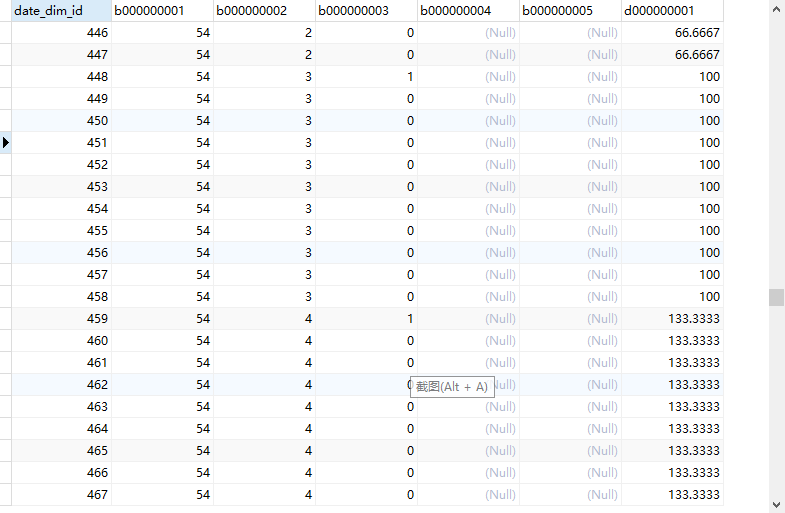 date_dim_id b000000001 b000000002 b000000003 b000000004 b000000005 d000000001
446 54 2 0 (Null) (Null) 66.6667
447 54 2 0 (Null) (Null) 66.6667
448 54 3 1 (Null) (Null) 100
449 54 3 0 (Null) (Null) 100
450 54 3 0 (Null) (Null) 100
451 54 3 0 (Null) (Null) 100
452 54 3 0 (Null) (Null) 100
453 54 3 0 (Null) (Null) 100
454 54 3 0 (Null) (Null) 100
455 54 3 0 (Null) (Null) 100
456 54 3 0 (Null) (Null) 100
457 54 3 0 (Null) (Null) 100
458 54 3 0 (Null) (Null) 100
459 54 4 1 (Null) (Null) 133.3333
460 54 4 0 (Null) (Null) 133.3333
461 54 4 0 (Null) (Null) 133.3333
462 54 4 0 截图(Alt + A) (Null) 133.3333
463 54 4 0 (Null) (Null) 133.3333
464 54 4 0 (Null) (Null) 133.3333
465 54 4 0 (Null) (Null) 133.3333
466 54 4 0 (Null) (Null) 133.3333
467 54 4 0 (Null) (Null) 133.3333